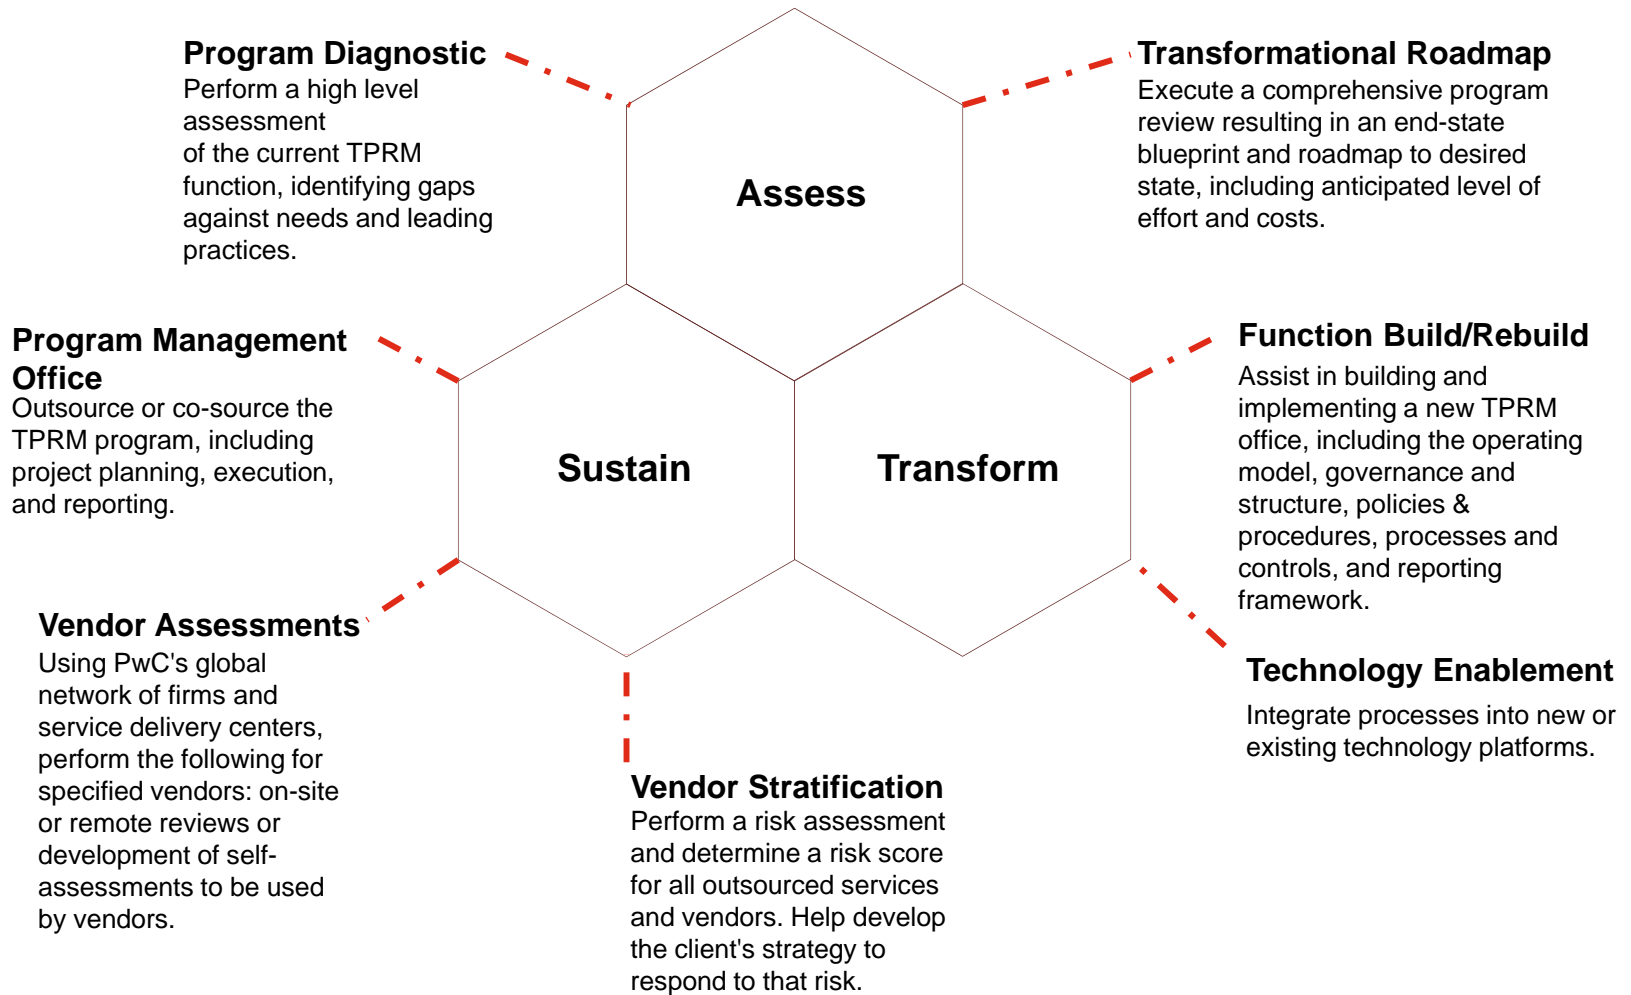 Program Diagnostic
Perform a high level
assessment
of the current TPRM
function, identifying gaps
against needs and leading
practices.
Transformational Roadmap
Execute a comprehensive program
review resulting in an end-state
blueprint and roadmap to desired
state, including anticipated level of
effort and costs.
Assess
Program Management
Office
Outsource or co-source the
TPRM program, including
project planning, execution,
and reporting.
Sustain
Transform
Function Build/Rebuild
Assist in building and
implementing a new TPRM
office, including the operating
model, governance and
structure, policies &
procedures, processes and
controls, and reporting
framework.
Vendor Assessments
Using PwC's global
network of firms and
service delivery centers,
perform the following for
specified vendors: on-site
or remote reviews or
development of self-
assessments to be used
by vendors.
Vendor Stratification
Perform a risk assessment
and determine a risk score
for all outsourced services
and vendors. Help develop
the client's strategy to
respond to that risk.
Technology Enablement
Integrate processes into new or
existing technology platforms.